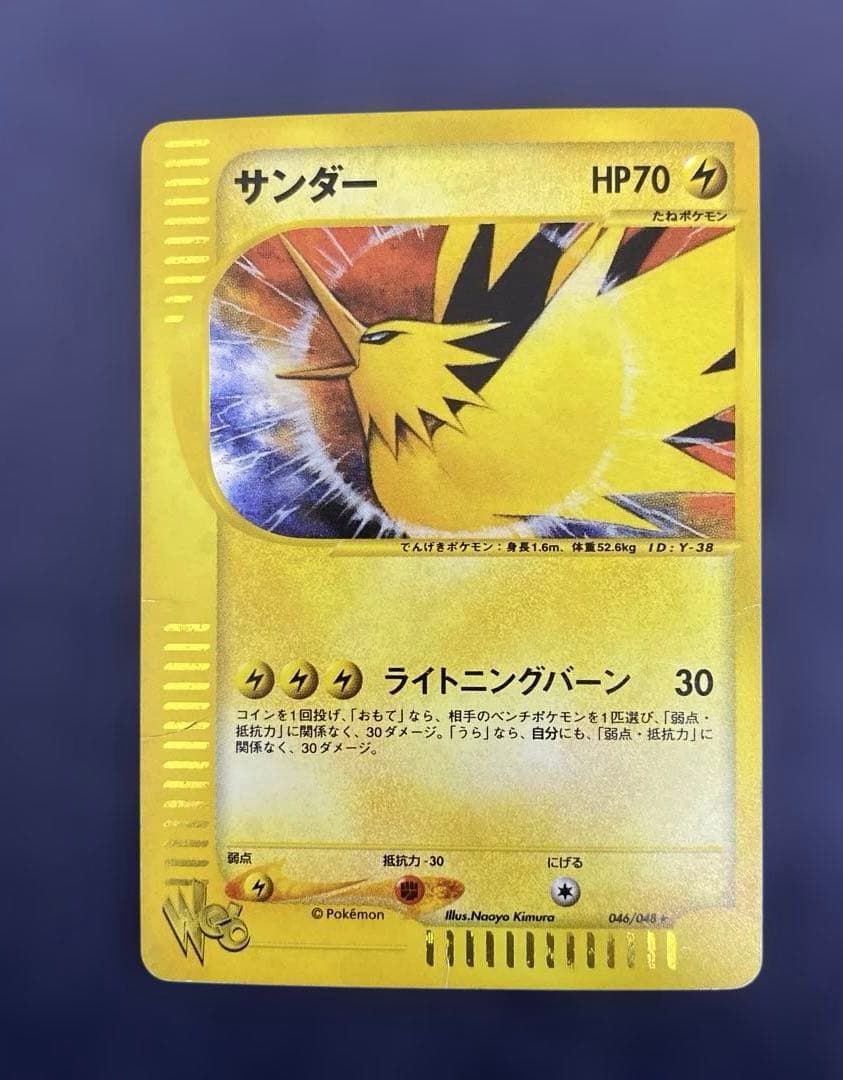 サンダー HP70
たねポケモン
でんげきポケモン：身長1.6m、体重52.6kg ID:Y-38
ライトニングバーン 30
コインを1回投げ、「おもて」なら、相手のベンチポケモンを1匹選び、「弱点・
抵抗力」に関係なく、30ダメージ。「うら」なら、自分にも、「弱点・抵抗力」に
関係なく、30ダメージ。
弱点 抵抗力-30 にげる
©Pokémon Illus.Naoyo Kimura 046/048★
Web